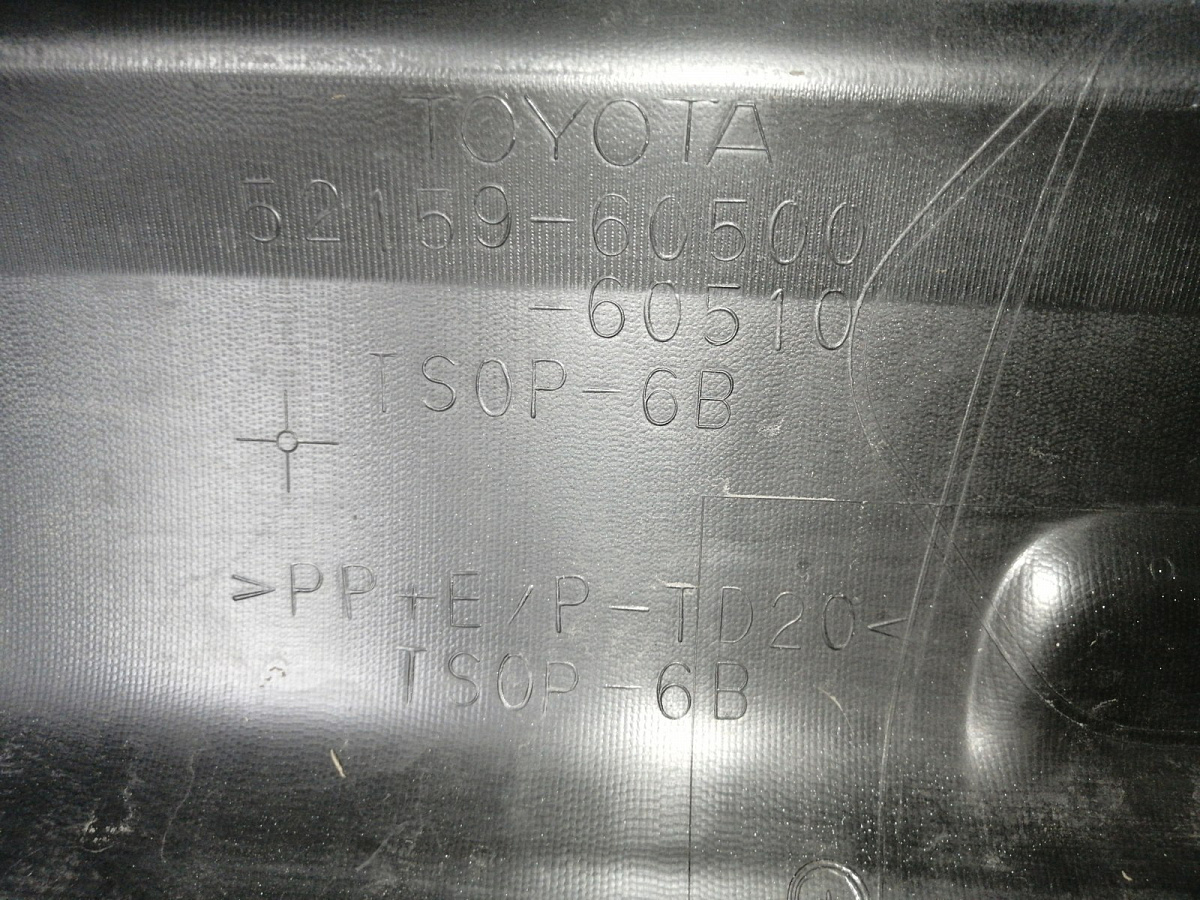 TOYOTA
52159-60500
-60510
TSOP-6B
>PP+E/P-TD20<
TSOP-6B